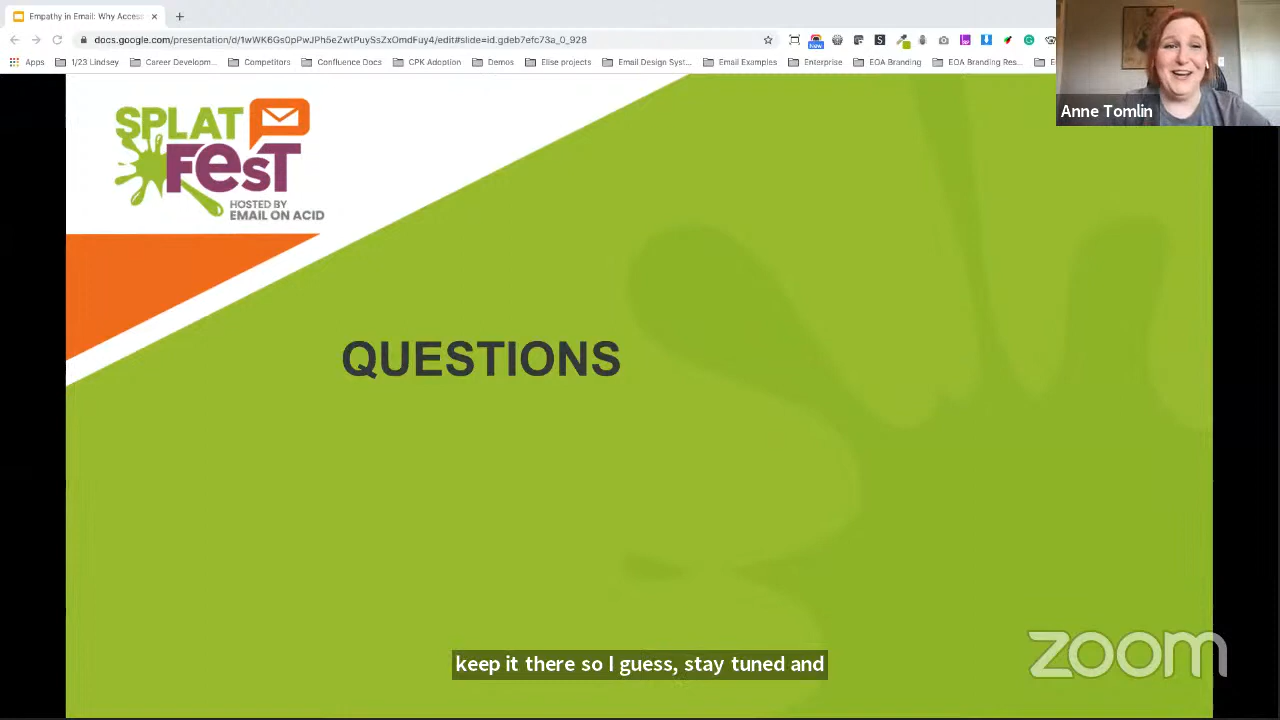 Empathy in Email: Why Access
docs.google.com/presentation/d/1wWK6Gs0pPwJPh5eZwtPuySsZxOmdFuy4/edit#slide=id.gdeb7efc73a_0_928
New
Apps
1/23 Lindsey
Career Developm...
Competitors
Confluence Docs
CPK Adoption
Demos
Elise projects
Email Design Syst...
Email Examples
Enterprise
EOA Branding
EOA Branding Res...
Anne Tomlin
SPLAT
FEST
HOSTED BY
EMAIL ON ACID
QUESTIONS
keep it there so I guess, stay tuned and
zoom